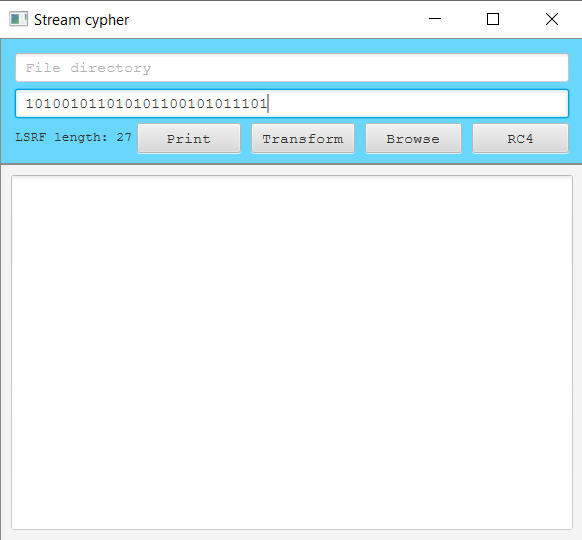 Stream cypher
File directory
101001011010101100101011101
LSRF length: 27
Print
Transform
Browse
RC4